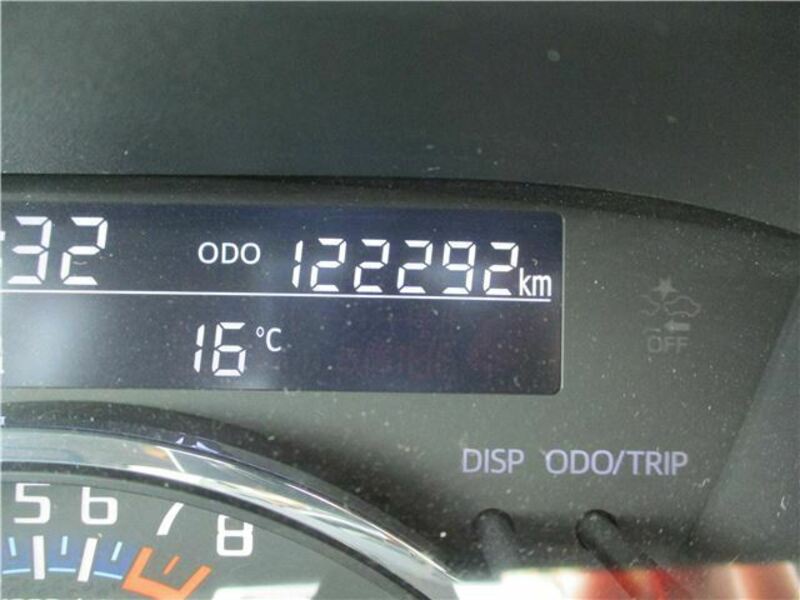 :32 ODO 122292km
16°C
OFF
DISP ODO/TRIP
5 6 7 8